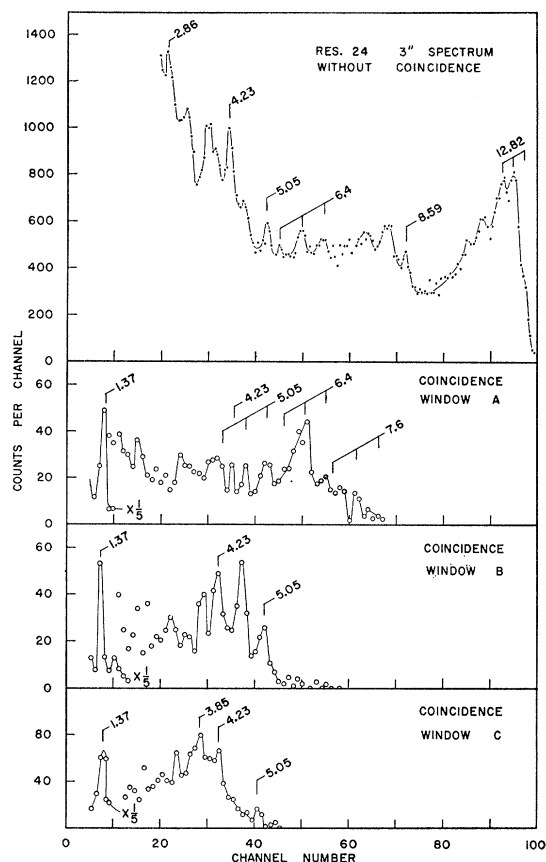 1400
1200
1000
800
600
400
200
0
RES. 24 3" SPECTRUM
WITHOUT COINCIDENCE
2.86
4.23
5.05
6.4
8.59
12.82
COUNTS PER CHANNEL
60
40
20
0
COINCIDENCE
WINDOW A
1.37
4.23
5.05
6.4
7.6
X 1/5
60
40
20
0
COINCIDENCE
WINDOW B
1.37
4.23
5.05
X 1/5
80
40
COINCIDENCE
WINDOW C
1.37
3.85
4.23
5.05
X 1/5
0 20 40 60 80 100
CHANNEL NUMBER